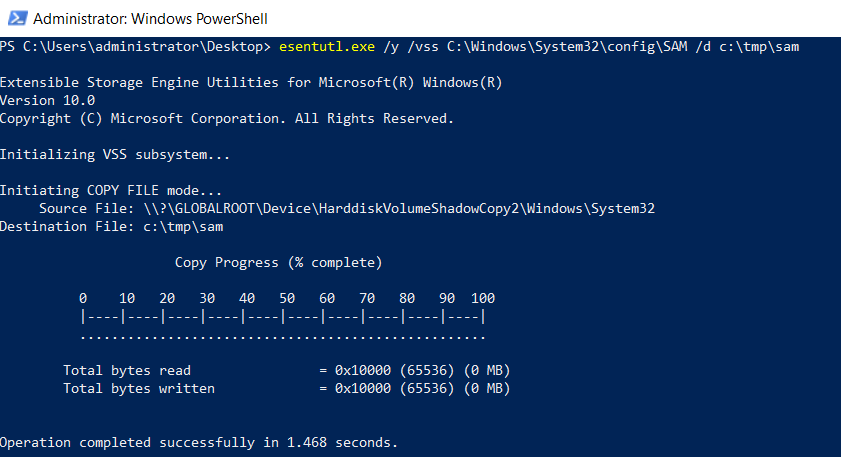 Administrator: Windows PowerShell
PS C:\Users\administrator\Desktop> esentutl.exe /y /vss C:\Windows\System32\config\SAM /d c:\tmp\sam
Extensible Storage Engine Utilities for Microsoft(R) Windows(R)
Version 10.0
Copyright (C) Microsoft Corporation. All Rights Reserved.
Initializing VSS subsystem...
Initiating COPY FILE mode...
     Source File: \\?\GLOBALROOT\Device\HarddiskVolumeShadowCopy2\Windows\System32
Destination File: c:\tmp\sam
                      Copy Progress (% complete)
          0    10   20   30   40   50   60   70   80   90  100
          |----|----|----|----|----|----|----|----|----|----|
          ...................................................
        Total bytes read                = 0x10000 (65536) (0 MB)
        Total bytes written             = 0x10000 (65536) (0 MB)
Operation completed successfully in 1.468 seconds.